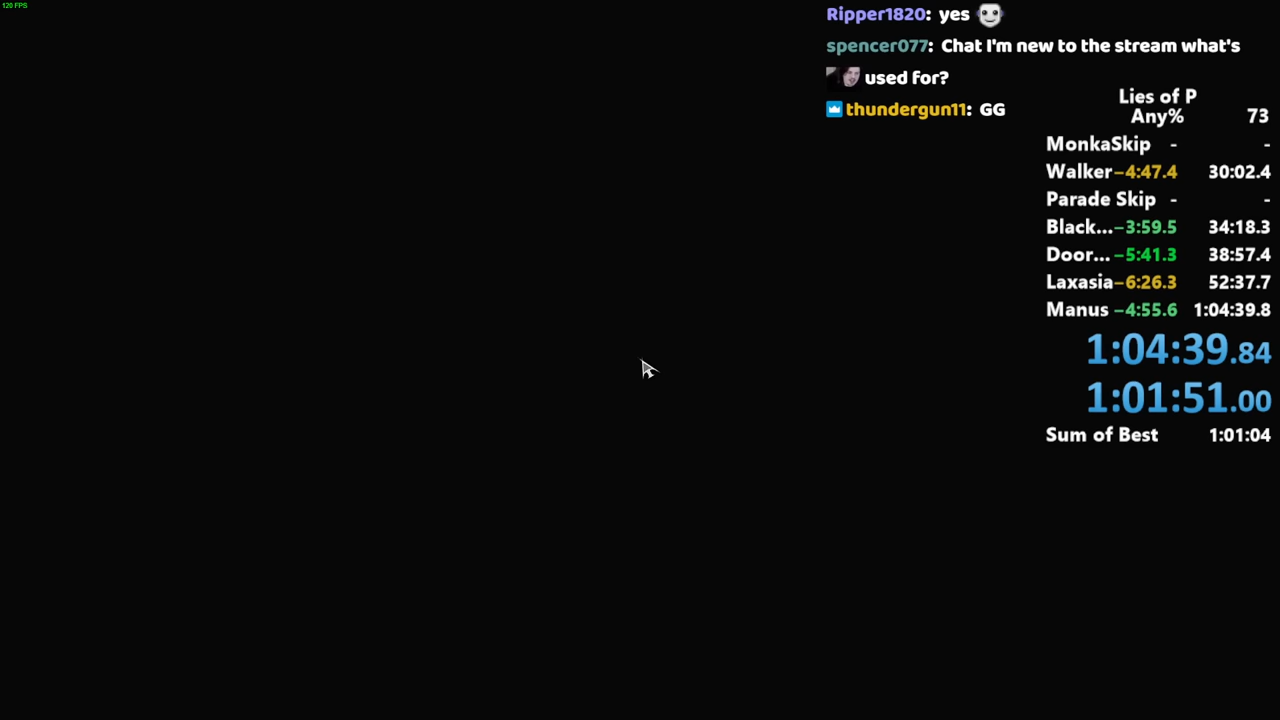 120 FPS
Ripper1820: yes
spencer077: Chat I'm new to the stream what's
used for?
thundergun11: GG
Lies of P
Any% 73
MonkaSkip - -
Walker -4:47.4 30:02.4
Parade Skip - -
Black... -3:59.5 34:18.3
Door... -5:41.3 38:57.4
Laxasia -6:26.3 52:37.7
Manus -4:55.6 1:04:39.8
1:04:39.84
1:01:51.00
Sum of Best 1:01:04